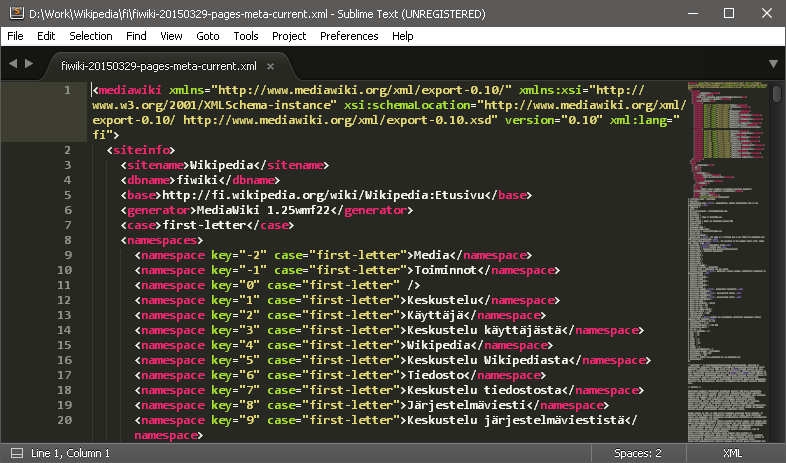 D:\Work\Wikipedia\fi\fiwiki-20150329-pages-meta-current.xml - Sublime Text (UNREGISTERED)
File Edit Selection Find View Goto Tools Project Preferences Help
fiwiki-20150329-pages-meta-current.xml ×
1 <mediawiki xmlns="http://www.mediawiki.org/xml/export-0.10/" xmlns:xsi="http://
www.w3.org/2001/XMLSchema-instance" xsi:schemaLocation="http://www.mediawiki.org/xml/
export-0.10/ http://www.mediawiki.org/xml/export-0.10.xsd" version="0.10" xml:lang="
fi">
2 <siteinfo>
3 <sitename>Wikipedia</sitename>
4 <dbname>fiwiki</dbname>
5 <base>http://fi.wikipedia.org/wiki/Wikipedia:Etusivu</base>
6 <generator>MediaWiki 1.25wmf22</generator>
7 <case>first-letter</case>
8 <namespaces>
9 <namespace key="-2" case="first-letter">Media</namespace>
10 <namespace key="-1" case="first-letter">Toiminnot</namespace>
11 <namespace key="0" case="first-letter" />
12 <namespace key="1" case="first-letter">Keskustelu</namespace>
13 <namespace key="2" case="first-letter">Käyttäjä</namespace>
14 <namespace key="3" case="first-letter">Keskustelu käyttäjästä</namespace>
15 <namespace key="4" case="first-letter">Wikipedia</namespace>
16 <namespace key="5" case="first-letter">Keskustelu Wikipediasta</namespace>
17 <namespace key="6" case="first-letter">Tiedosto</namespace>
18 <namespace key="7" case="first-letter">Keskustelu tiedostosta</namespace>
19 <namespace key="8" case="first-letter">Järjestelmäviesti</namespace>
20 <namespace key="9" case="first-letter">Keskustelu järjestelmäviestistä</
namespace>
Line 1, Column 1 Spaces: 2 XML